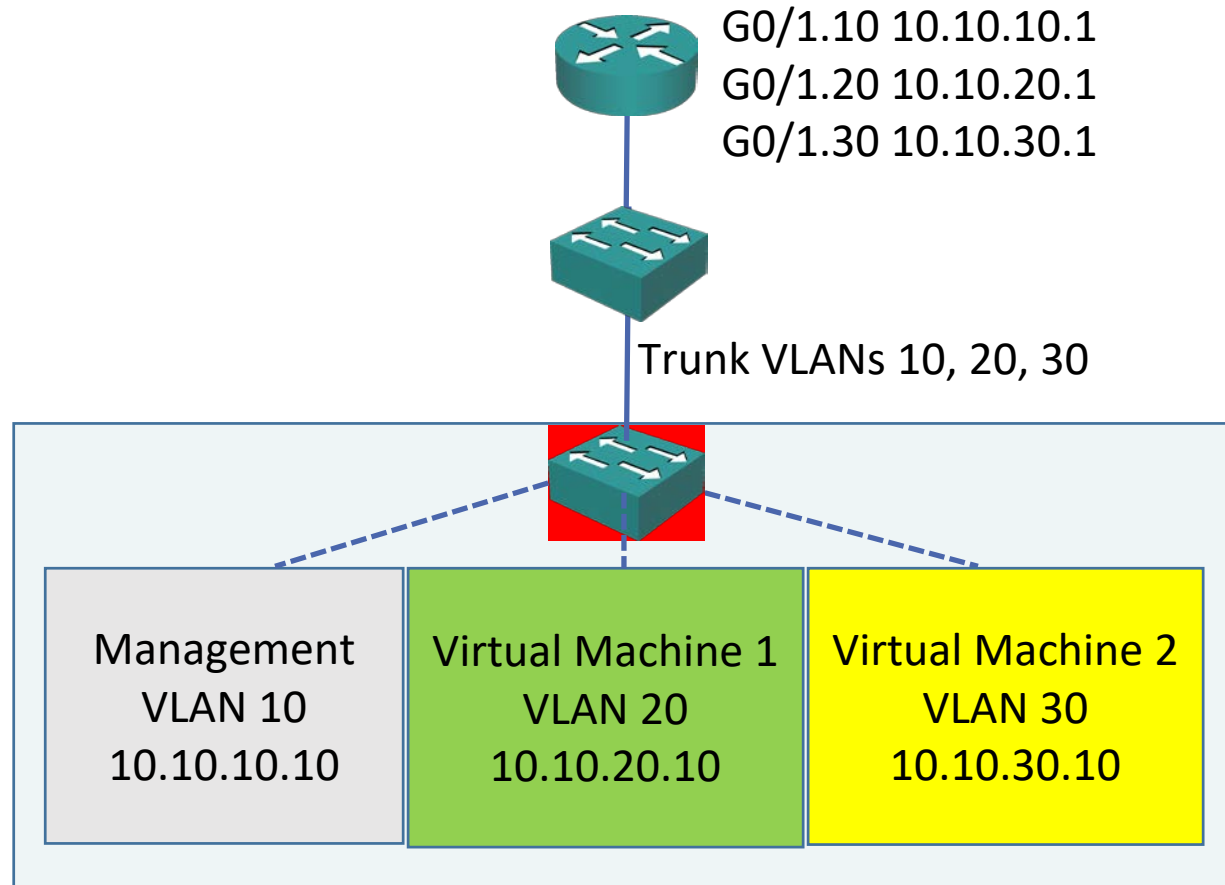 G0/1.10 10.10.10.1
G0/1.20 10.10.20.1
G0/1.30 10.10.30.1
Trunk VLANs 10, 20, 30
Management
VLAN 10
10.10.10.10
Virtual Machine 1
VLAN 20
10.10.20.10
Virtual Machine 2
VLAN 30
10.10.30.10